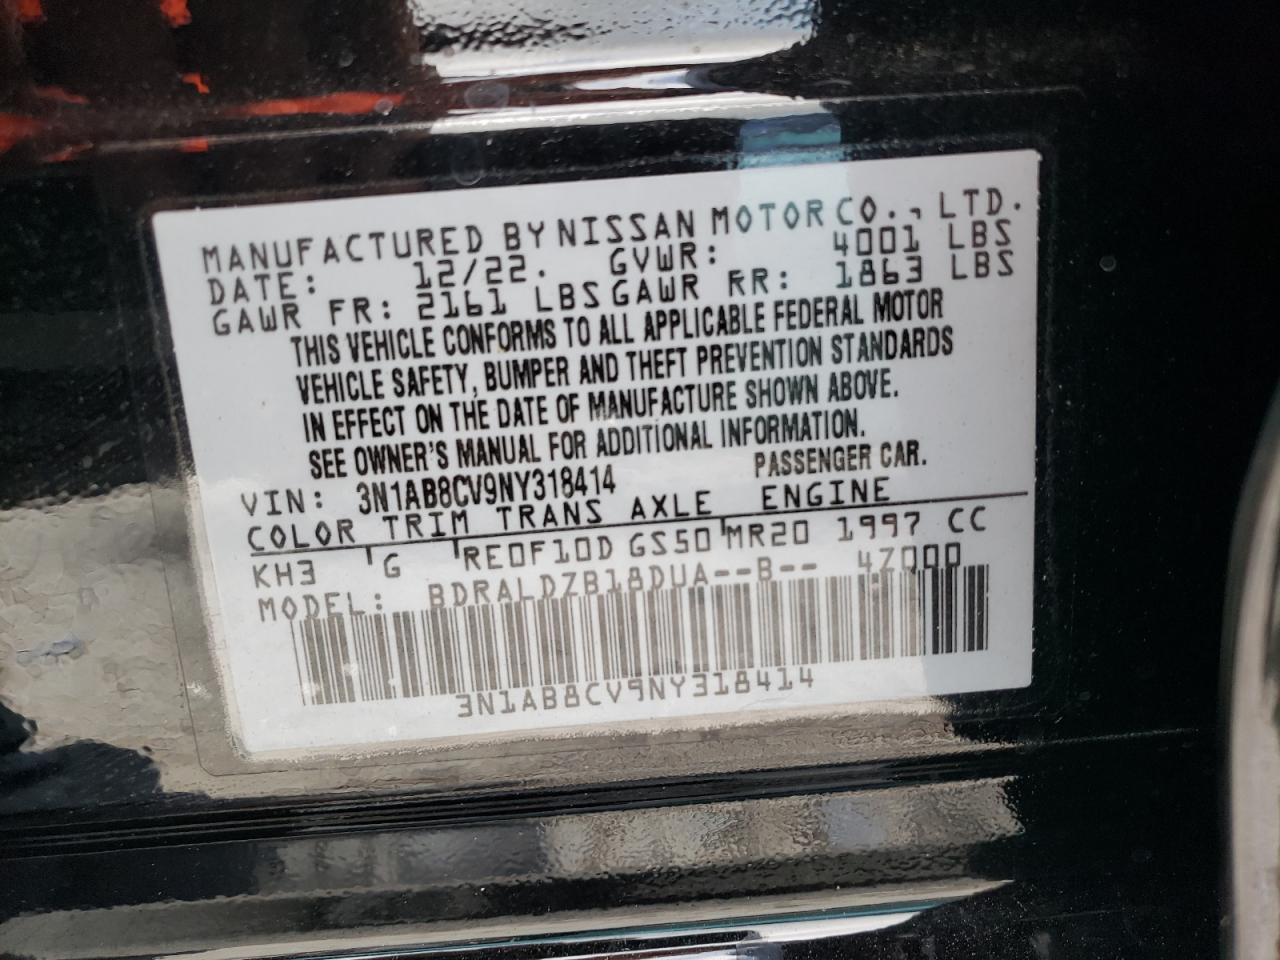 MANUFACTURED BY NISSAN MOTOR CO., LTD.
DATE: 12/22. GVWR: 4001 LBS
GAWR FR: 2161 LBS GAWR RR: 1863 LBS
THIS VEHICLE CONFORMS TO ALL APPLICABLE FEDERAL MOTOR
VEHICLE SAFETY, BUMPER AND THEFT PREVENTION STANDARDS
IN EFFECT ON THE DATE OF MANUFACTURE SHOWN ABOVE.
SEE OWNER'S MANUAL FOR ADDITIONAL INFORMATION.
VIN: 3N1AB8CV9NY318414 PASSENGER CAR.
COLOR TRIM TRANS AXLE ENGINE
KH3 G RE0F10D GS50 MR20 1997 CC
MODEL: BDRALDZB18DUA--B-- 4Z000
3N1AB8CV9NY318414